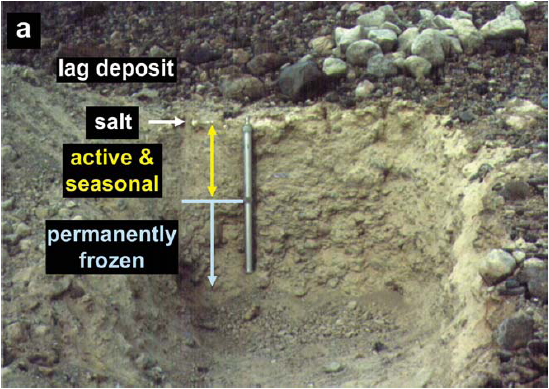 a
lag deposit
salt
active &
seasonal
permanently
frozen